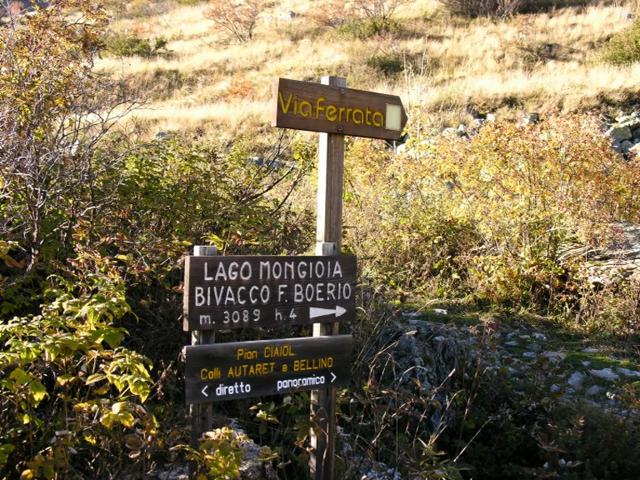 Via Ferrata
LAGO MONGIOIA
BIVACCO F. BOERIO
m. 3089 h. 4
Pian CIAIOL
Colli AUTARET e BELLINO
< diretto panoramico >